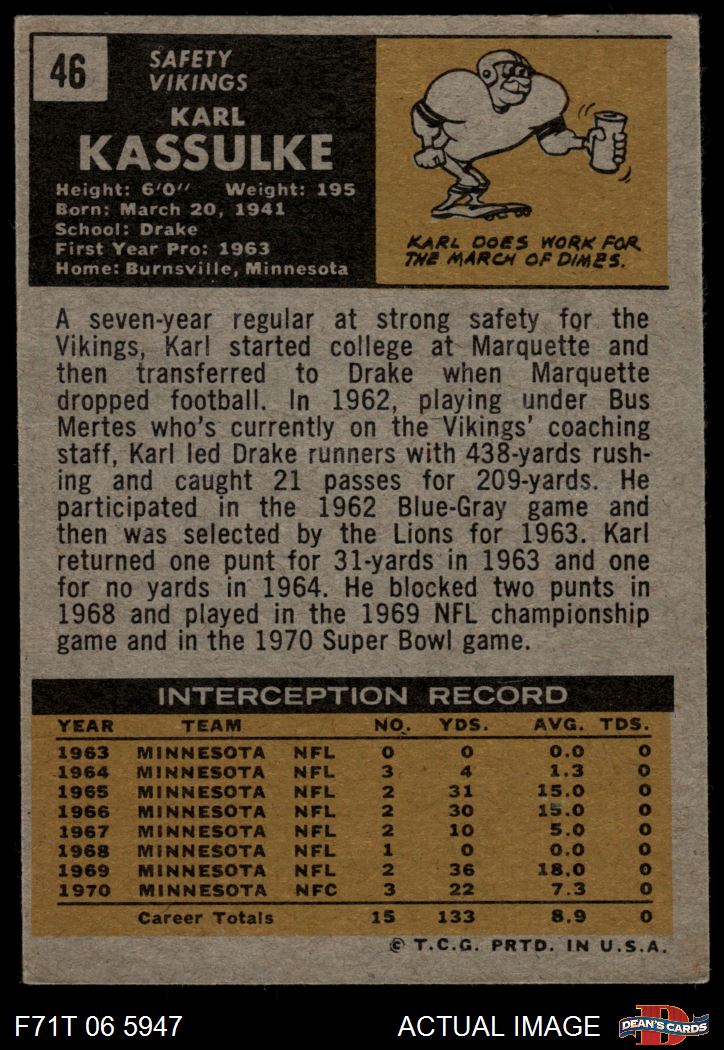 46
SAFETY
VIKINGS
KARL
KASSULKE
Height: 6'0" Weight: 195
Born: March 20, 1941
School: Drake
First Year Pro: 1963
Home: Burnsville, Minnesota
KARL DOES WORK FOR
THE MARCH OF DIMES.
A seven-year regular at strong safety for the
Vikings, Karl started college at Marquette and
then transferred to Drake when Marquette
dropped football. In 1962, playing under Bus
Mertes who's currently on the Vikings' coaching
staff, Karl led Drake runners with 438-yards rush-
ing and caught 21 passes for 209-yards. He
participated in the 1962 Blue-Gray game and
then was selected by the Lions for 1963. Karl
returned one punt for 31-yards in 1963 and one
for no yards in 1964. He blocked two punts in
1968 and played in the 1969 NFL championship
game and in the 1970 Super Bowl game.
INTERCEPTION RECORD
YEAR TEAM NO. YDS. AVG. TDS.
1963 MINNESOTA NFL 0 0 0.0 0
1964 MINNESOTA NFL 3 4 1.3 0
1965 MINNESOTA NFL 2 31 15.0 0
1966 MINNESOTA NFL 2 30 15.0 0
1967 MINNESOTA NFL 2 10 5.0 0
1968 MINNESOTA NFL 1 0 0.0 0
1969 MINNESOTA NFL 2 36 18.0 0
1970 MINNESOTA NFC 3 22 7.3 0
Career Totals 15 133 8.9 0
© T.C.G. PRTD. IN U.S.A.
F71T 06 5947 ACTUAL IMAGE D DEAN'S CARDS